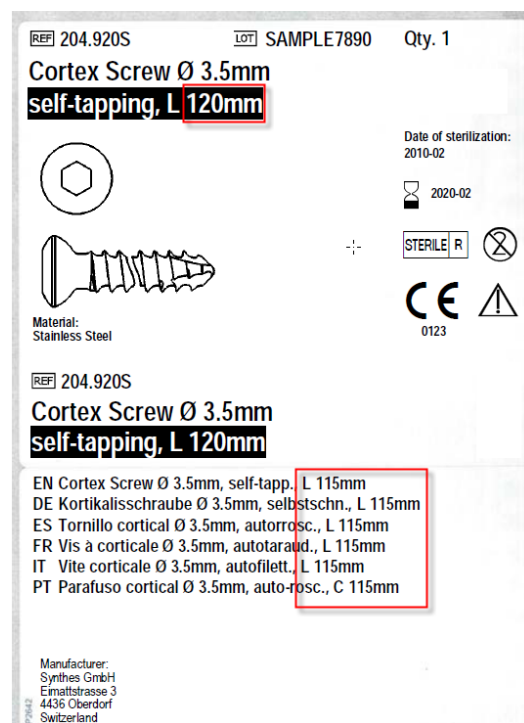 REF 204.920S LOT SAMPLE7890 Qty. 1
Cortex Screw Ø 3.5mm
self-tapping, L 120mm
Date of sterilization:
2010-02
2020-02
STERILE R 2
CE
0123
Material:
Stainless Steel
REF 204.920S
Cortex Screw Ø 3.5mm
self-tapping, L 120mm
EN Cortex Screw Ø 3.5mm, self-tapp., L 115mm
DE Kortikalisschraube Ø 3.5mm, selbstschn., L 115mm
ES Tornillo cortical Ø 3.5mm, autorrosc., L 115mm
FR Vis à corticale Ø 3.5mm, autotaraud., L 115mm
IT Vite corticale Ø 3.5mm, autofilett., L 115mm
PT Parafuso cortical Ø 3.5mm, auto-rosc., C 115mm
Manufacturer:
Synthes GmbH
Eimattstrasse 3
4436 Oberdorf
Switzerland
P2642